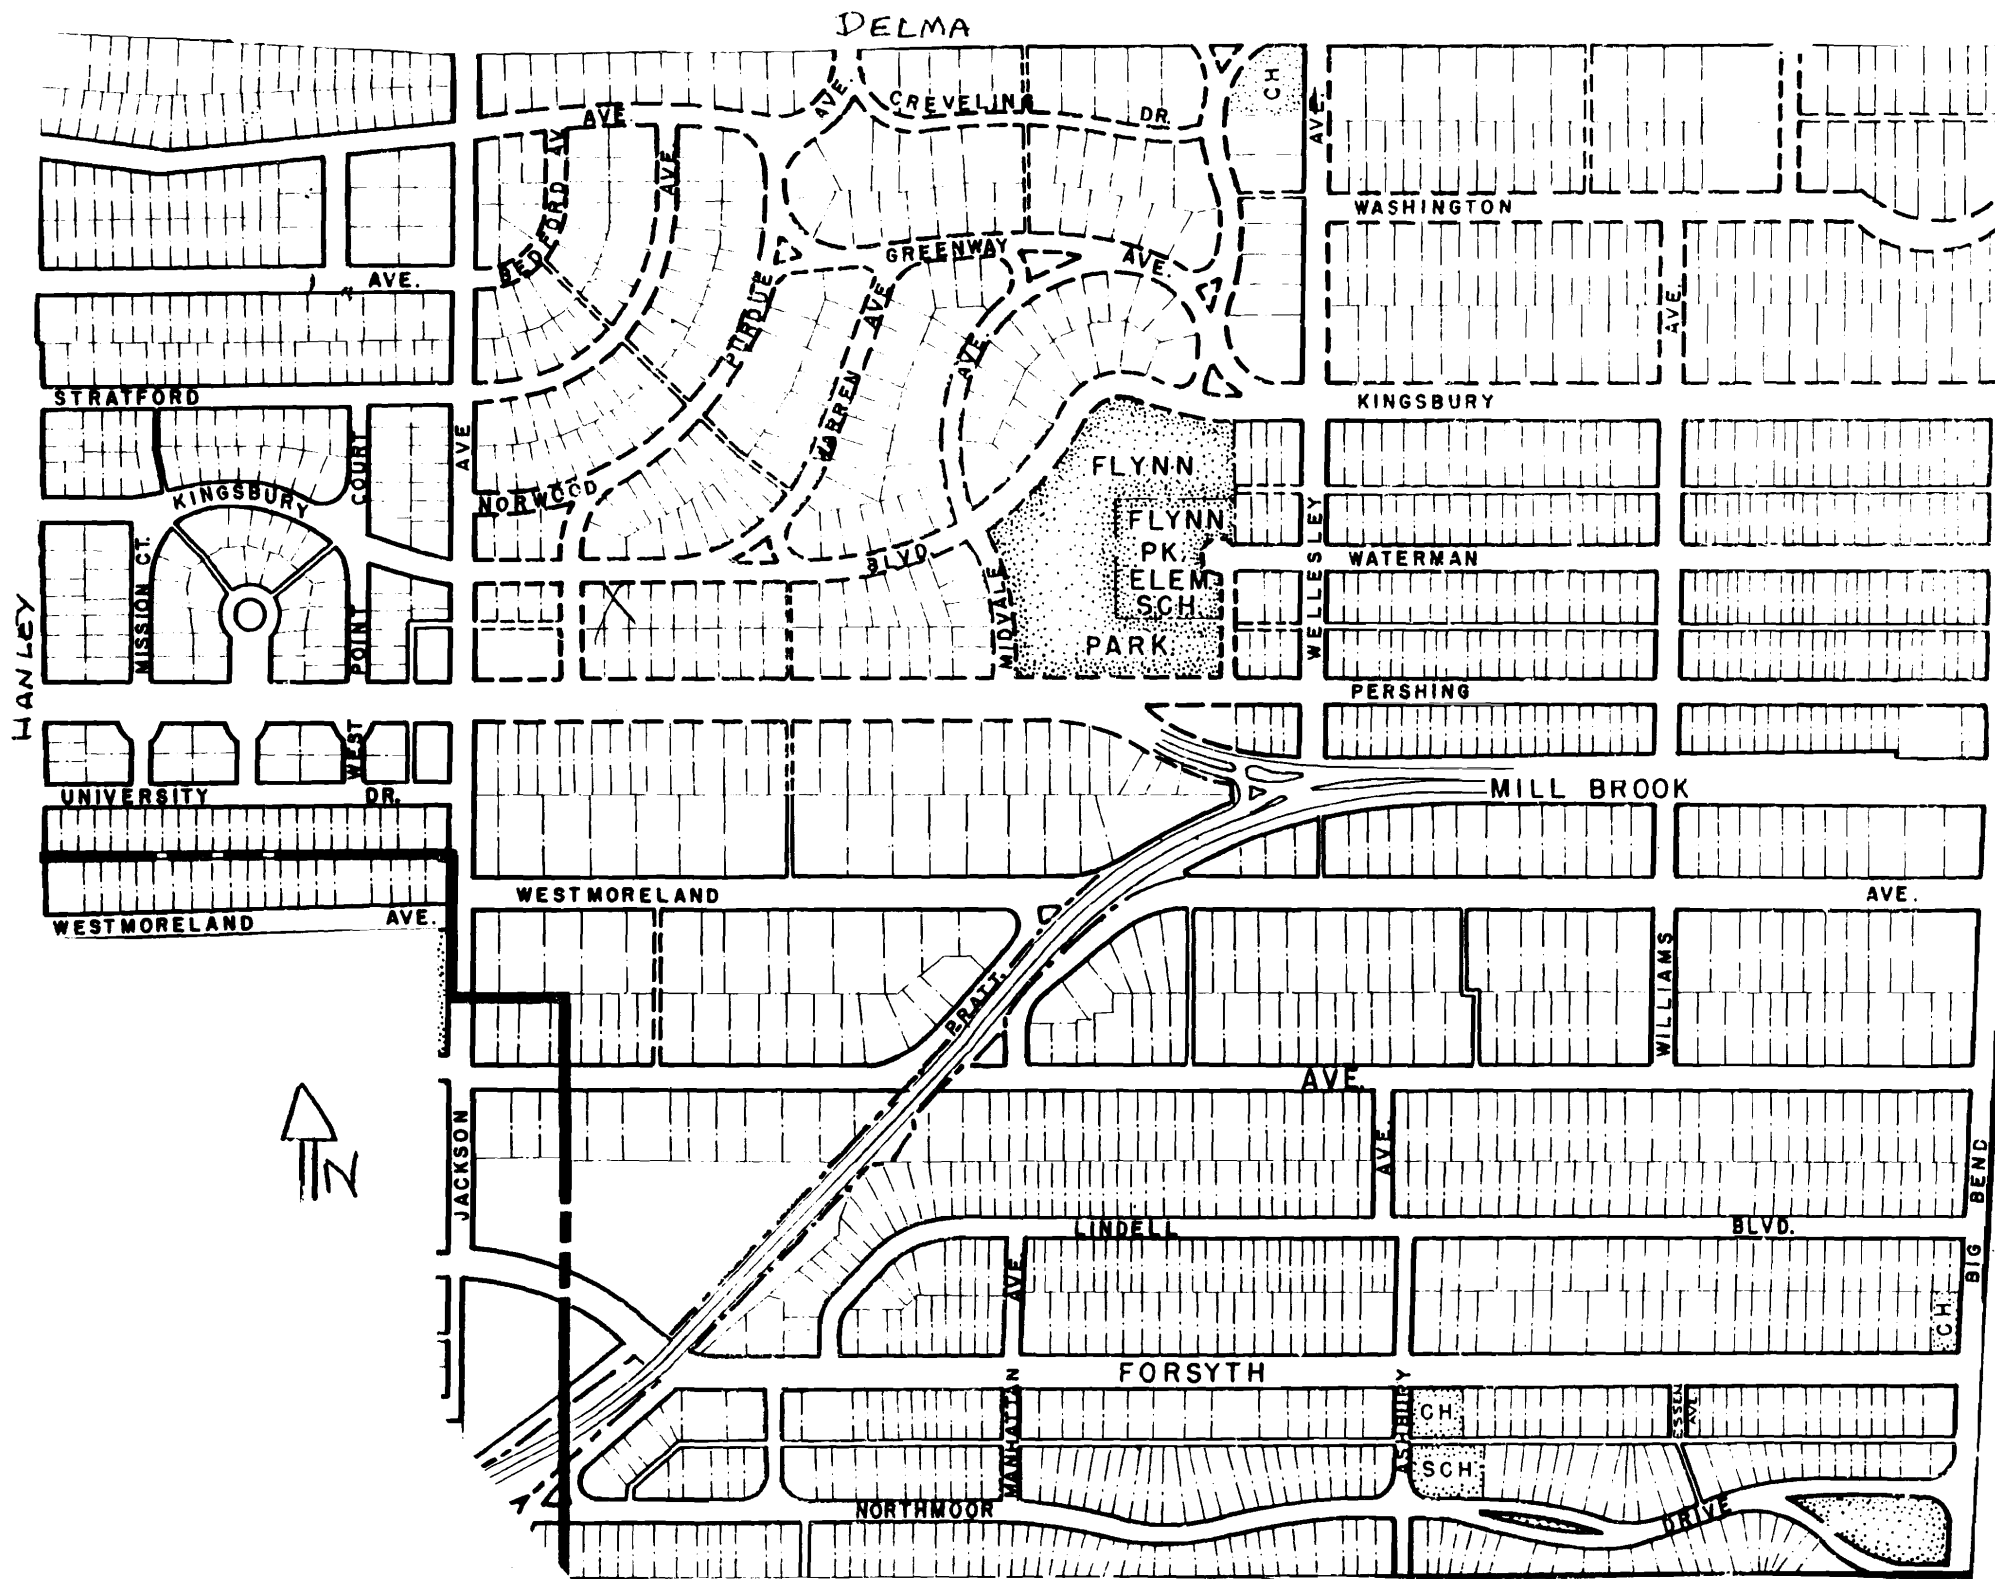 DELMA
CH
AVE.
CREVELING
DR.
AVE.
AVE
BEDFORD AV
AVE
WASHINGTON
GREENWAY
AVE.
AVE.
PURDUE
AVE
AVE.
AVE.
STRATFORD
KINGSBURY
WARREN
COURT
AVE
FLYNN
KINGSBURY
NORWOOD
FLYNN
PK.
ELEM
SCH.
WELLESLEY
WATERMAN
BLVD.
MISSION CT.
POINT
MIDVALE
PARK
HANLEY
PERSHING
WEST
UNIVERSITY
DR.
MILL BROOK
WESTMORELAND
AVE.
WESTMORELAND
AVE.
WILLIAMS
PRATT
AVE.
N
JACKSON
AVE.
BIG BEND
LINDELL
BLVD.
AVE
CH.
FORSYTH
MANHATTAN
ASHBURY
CH.
ESSEN
AVE.
SCH.
NORTHMOOR
DRIVE